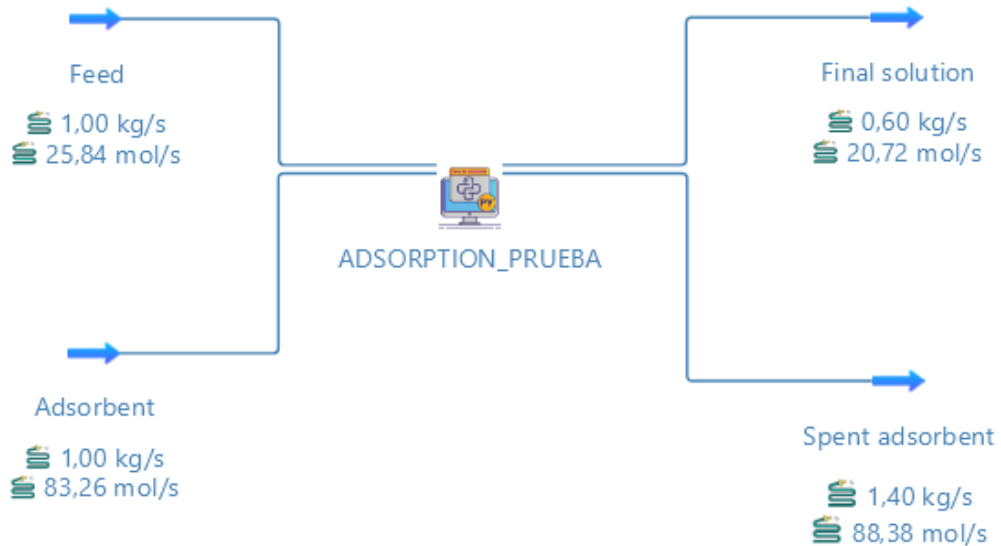 Feed
1,00 kg/s
25,84 mol/s
Final solution
0,60 kg/s
20,72 mol/s
ADSORPTION_PRUEBA
Adsorbent
1,00 kg/s
83,26 mol/s
Spent adsorbent
1,40 kg/s
88,38 mol/s